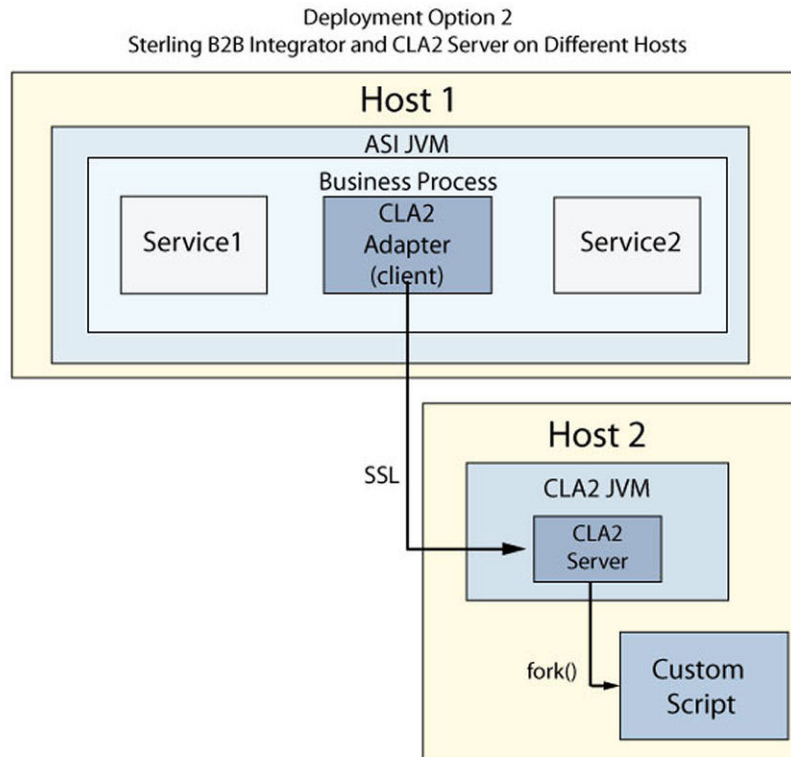 Deployment Option 2
Sterling B2B Integrator and CLA2 Server on Different Hosts
Host 1
ASI JVM
Business Process
Service1
CLA2
Adapter
(client)
Service2
Host 2
SSL
CLA2 JVM
CLA2
Server
fork()
Custom
Script